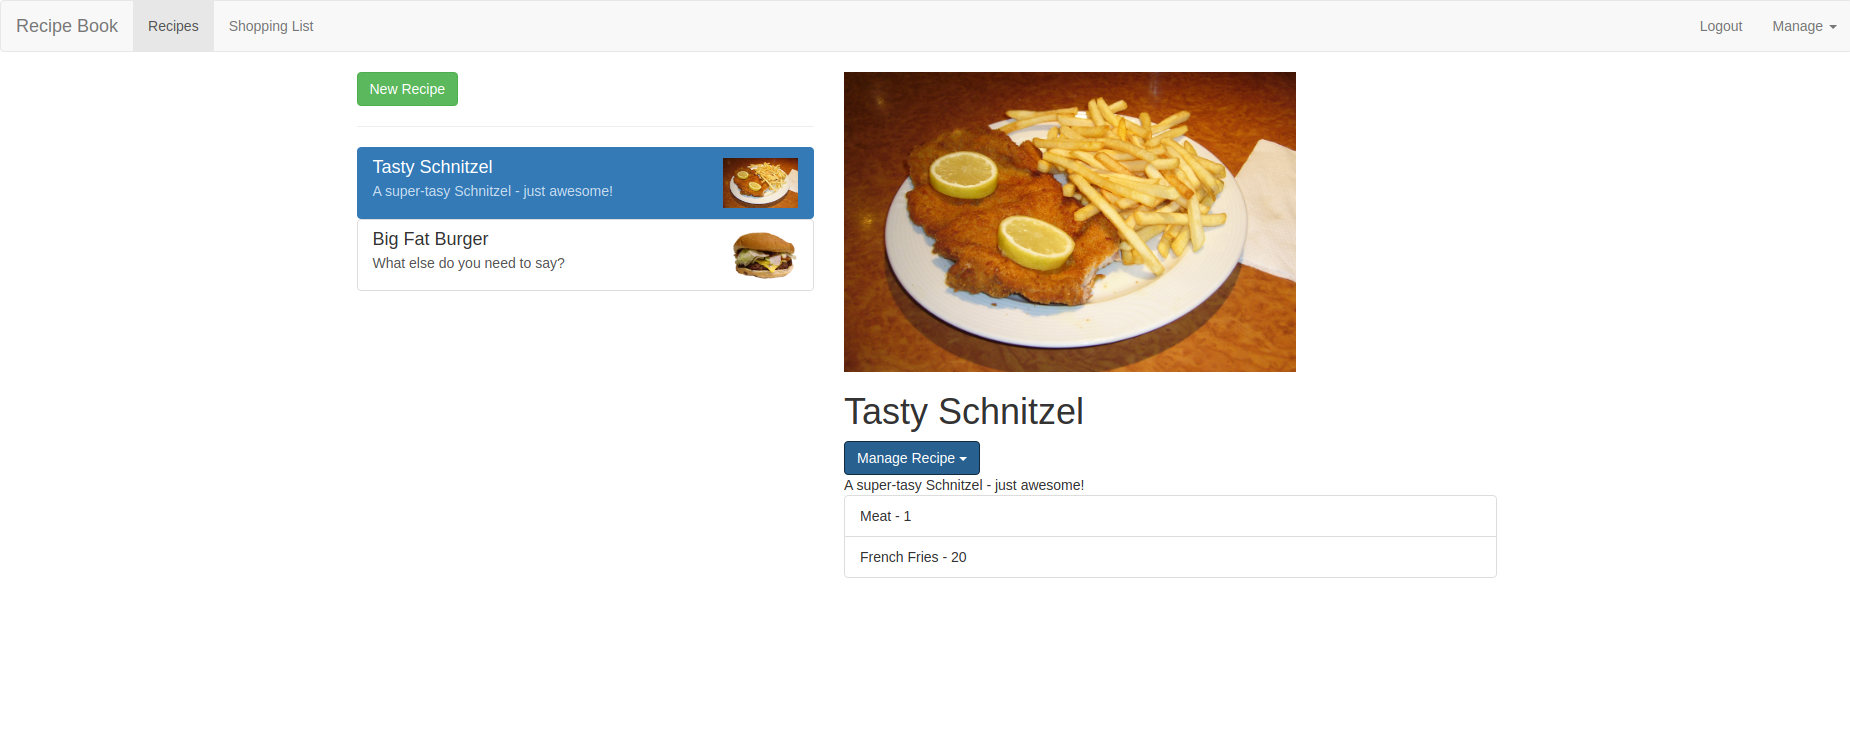 Recipe Book Recipes Shopping List Logout Manage
New Recipe
Tasty Schnitzel
A super-tasy Schnitzel - just awesome!
Big Fat Burger
What else do you need to say?
Tasty Schnitzel
Manage Recipe
A super-tasy Schnitzel - just awesome!
Meat - 1
French Fries - 20